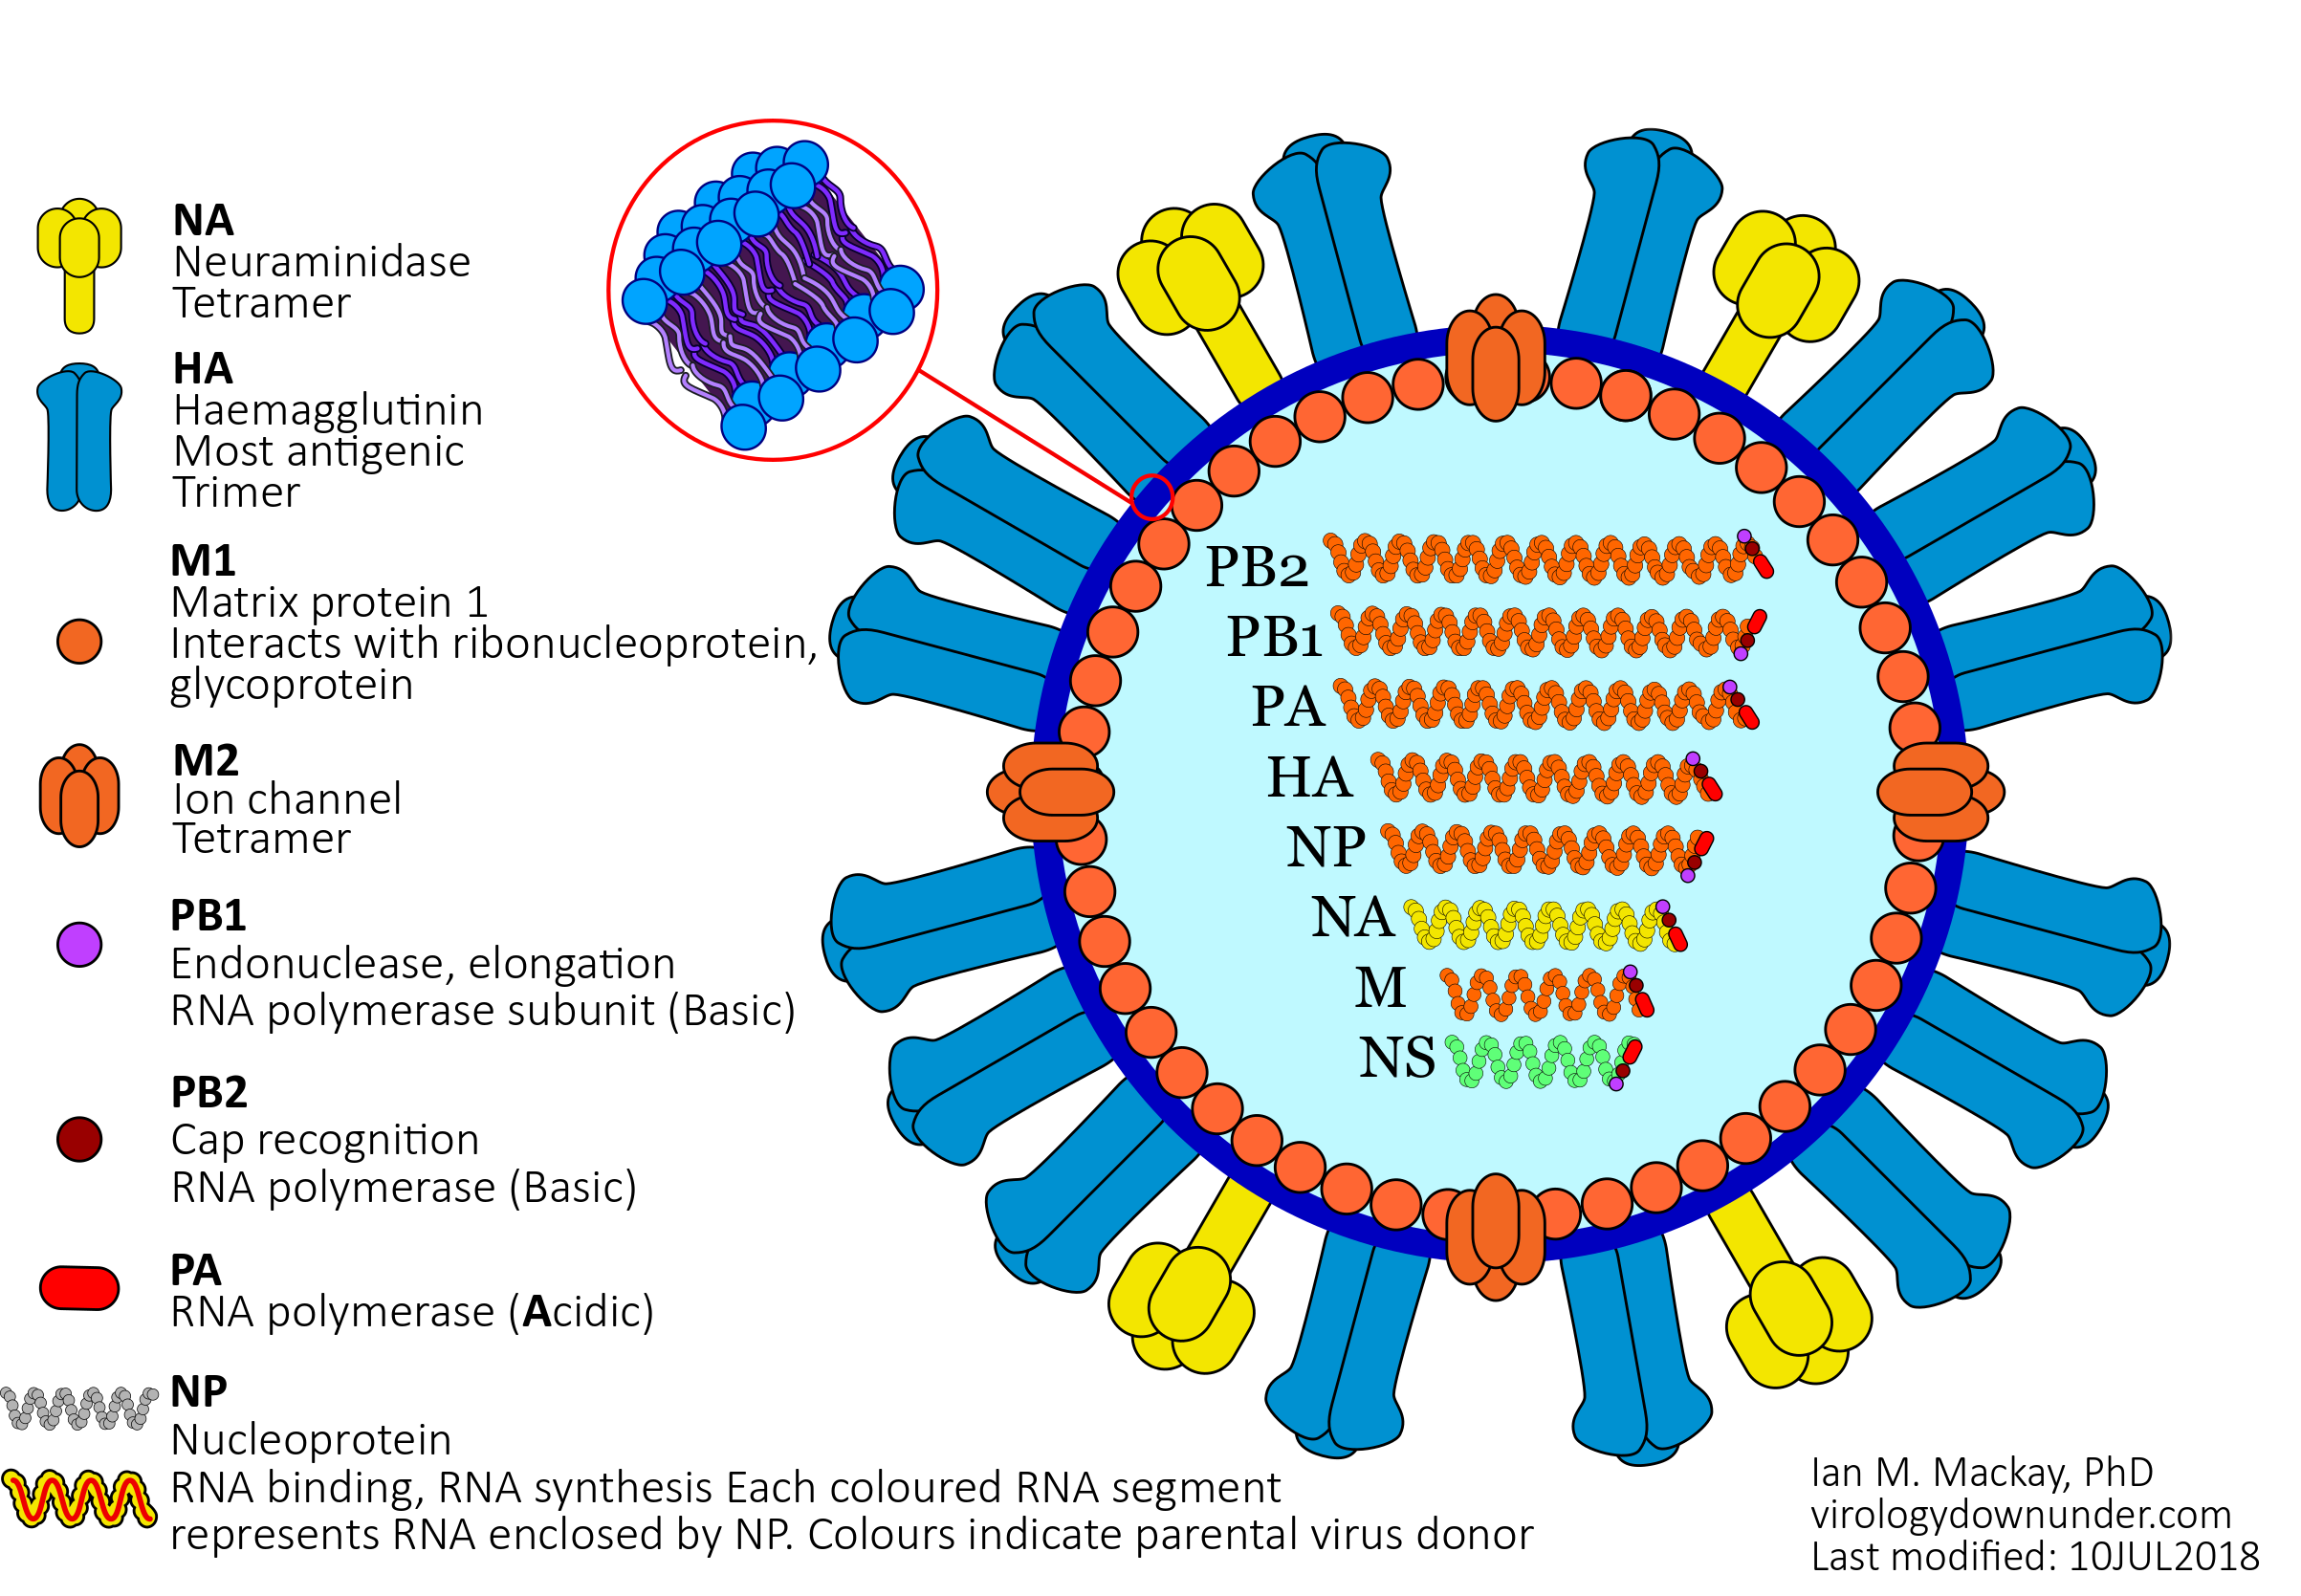 NA
Neuraminidase
Tetramer
HA
Haemagglutinin
Most antigenic
Trimer
M1
Matrix protein 1
Interacts with ribonucleoprotein,
glycoprotein
M2
Ion channel
Tetramer
PB1
Endonuclease, elongation
RNA polymerase subunit (Basic)
PB2
Cap recognition
RNA polymerase (Basic)
PA
RNA polymerase (Acidic)
NP
Nucleoprotein
RNA binding, RNA synthesis Each coloured RNA segment
represents RNA enclosed by NP. Colours indicate parental virus donor
PB2
PB1
PA
HA
NP
NA
M
NS
Ian M. Mackay, PhD
virologydownunder.com
Last modified: 10JUL2018